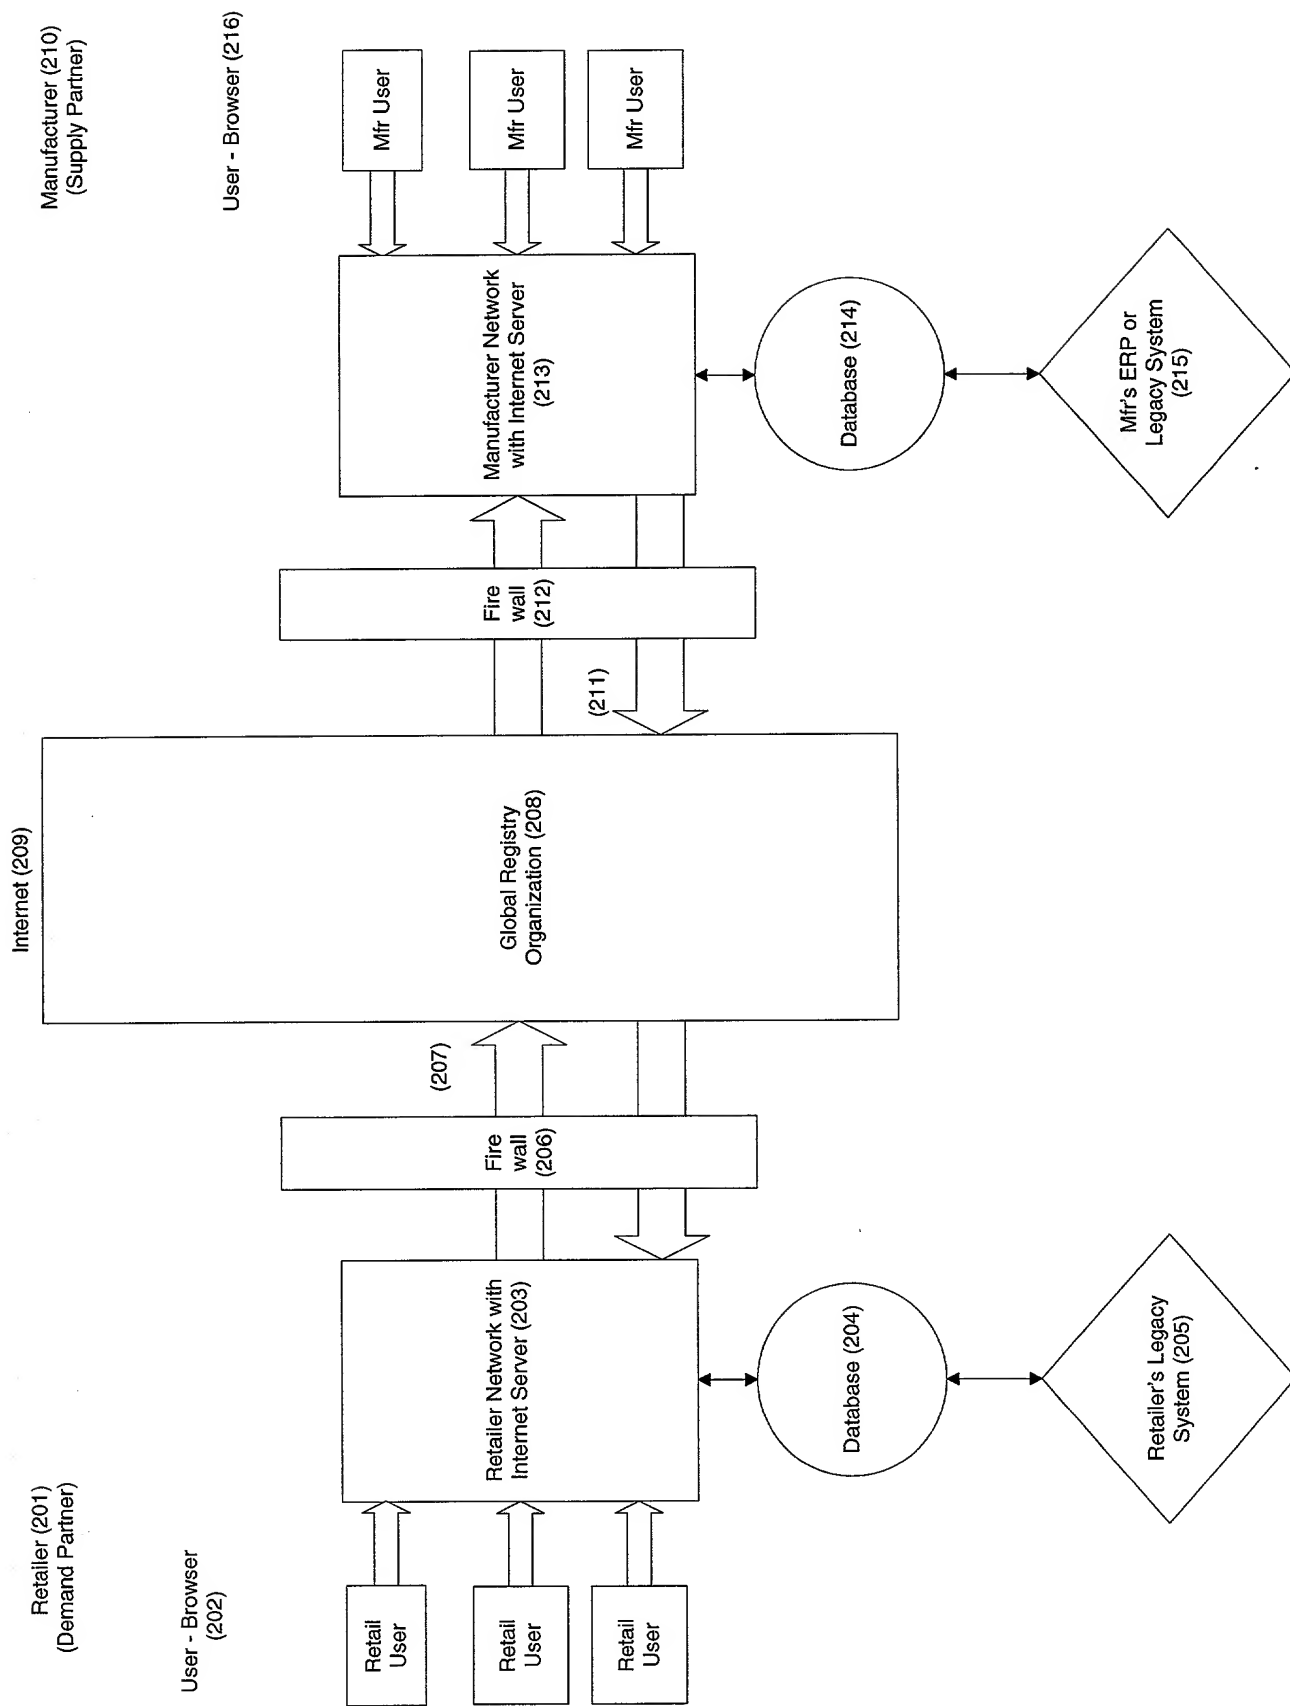 Retailer (201)
(Demand Partner)
Internet (209)
Manufacturer (210)
(Supply Partner)
User - Browser
(202)
User - Browser (216)
Retail
User
Retail
User
Retail
User
Retailer Network with
Internet Server (203)
Fire
wall
(206)
(207)
Global Registry
Organization (208)
(211)
Fire
wall
(212)
Manufacturer Network
with Internet Server
(213)
Mfr User
Mfr User
Mfr User
Database (204)
Database (214)
Retailer's Legacy
System (205)
Mfr's ERP or
Legacy System
(215)